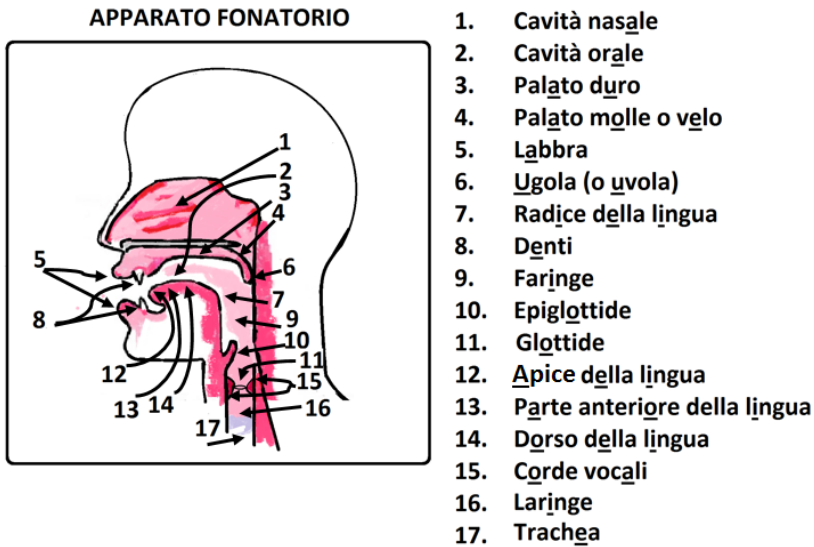 APPARATO FONATORIO
1
2
3
4
5
6
7
8
9
10
11
12
13
14
15
16
17
1. Cavità nasale
2. Cavità orale
3. Palato duro
4. Palato molle o velo
5. Labbra
6. Ugola (o uvola)
7. Radice della lingua
8. Denti
9. Faringe
10. Epiglottide
11. Glottide
12. Apice della lingua
13. Parte anteriore della lingua
14. Dorso della lingua
15. Corde vocali
16. Laringe
17. Trachea